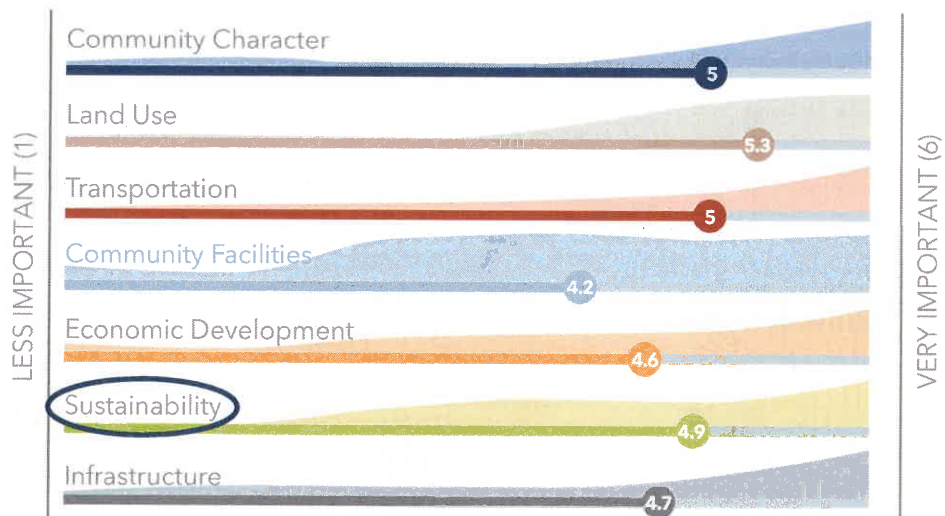 Community Character
5
Land Use
5.3
Transportation
5
Community Facilities
4.2
Economic Development
4.6
Sustainability
4.9
Infrastructure
4.7
LESS IMPORTANT (1)
VERY IMPORTANT (6)